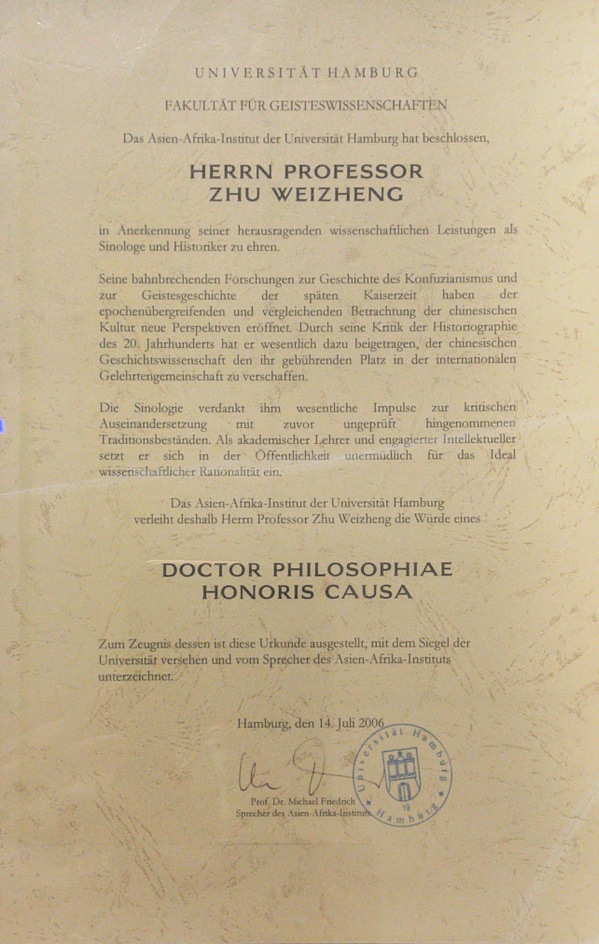 UNIVERSITÄT HAMBURG
FAKULTÄT FÜR GEISTESWISSENSCHAFTEN
Das Asien-Afrika-Institut der Universität Hamburg hat beschlossen,
HERRN PROFESSOR
ZHU WEIZHENG
in Anerkennung seiner herausragenden wissenschaftlichen Leistungen als
Sinologe und Historiker zu ehren.
Seine bahnbrechenden Forschungen zur Geschichte des Konfuzianismus und
zur Geistesgeschichte der späten Kaiserzeit haben der
epochenübergreifenden und vergleichenden Betrachtung der chinesischen
Kultur neue Perspektiven eröffnet. Durch seine Kritik der Historiographie
des 20. Jahrhunderts hat er wesentlich dazu beigetragen, der chinesischen
Geschichtswissenschaft den ihr gebührenden Platz in der internationalen
Gelehrtengemeinschaft zu verschaffen.
Die Sinologie verdankt ihm wesentliche Impulse zur kritischen
Auseinandersetzung mit zuvor ungeprüft hingenommenen
Traditionsbeständen. Als akademischer Lehrer und engagierter Intellektueller
setzt er sich in der Öffentlichkeit unermüdlich für das Ideal
wissenschaftlicher Rationalität ein.
Das Asien-Afrika-Institut der Universität Hamburg
verleiht deshalb Herrn Professor Zhu Weizheng die Würde eines
DOCTOR PHILOSOPHIAE
HONORIS CAUSA
Zum Zeugnis dessen ist diese Urkunde ausgestellt, mit dem Siegel der
Universität versehen und vom Sprecher des Asien-Afrika-Instituts
unterzeichnet.
Hamburg, den 14. Juli 2006
Prof. Dr. Michael Friedrich
Sprecher des Asien-Afrika-Instituts
Universität Hamburg
19
Hamburg